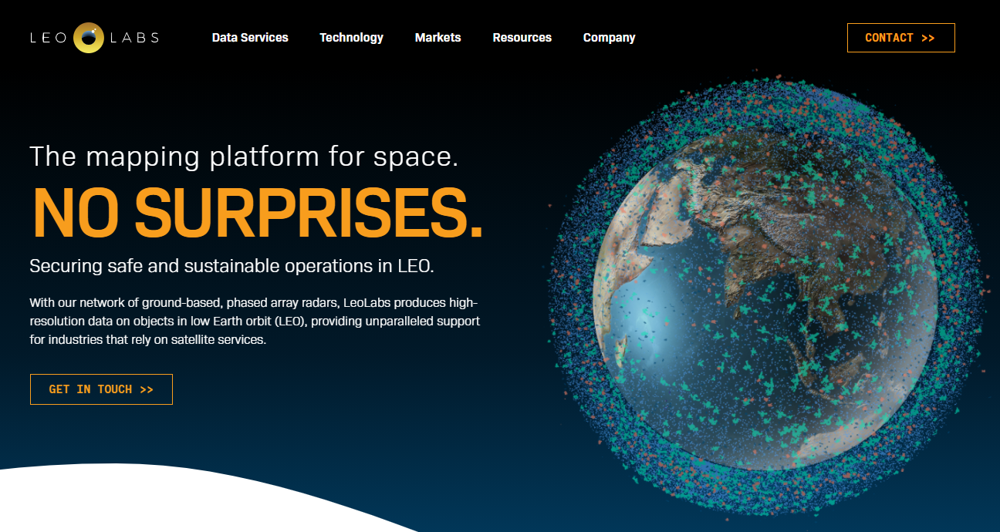 LEO LABS
Data Services
Technology
Markets
Resources
Company
CONTACT >>
The mapping platform for space.
NO SURPRISES.
Securing safe and sustainable operations in LEO.
With our network of ground-based, phased array radars, LeoLabs produces high-
resolution data on objects in low Earth orbit (LEO), providing unparalleled support
for industries that rely on satellite services.
GET IN TOUCH >>